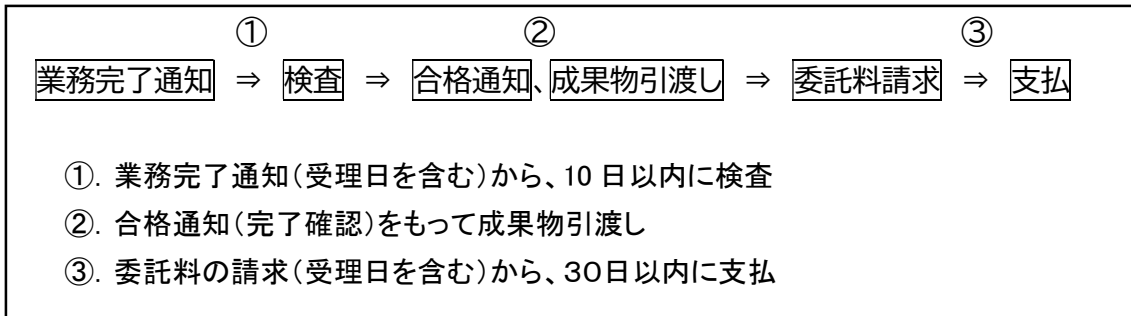 ① ② ③
業務完了通知 ⇒ 検査 ⇒ 合格通知、成果物引渡し ⇒ 委託料請求 ⇒ 支払
①. 業務完了通知(受理日を含む)から、10 日以内に検査
②. 合格通知(完了確認)をもって成果物引渡し
③. 委託料の請求(受理日を含む)から、30日以内に支払